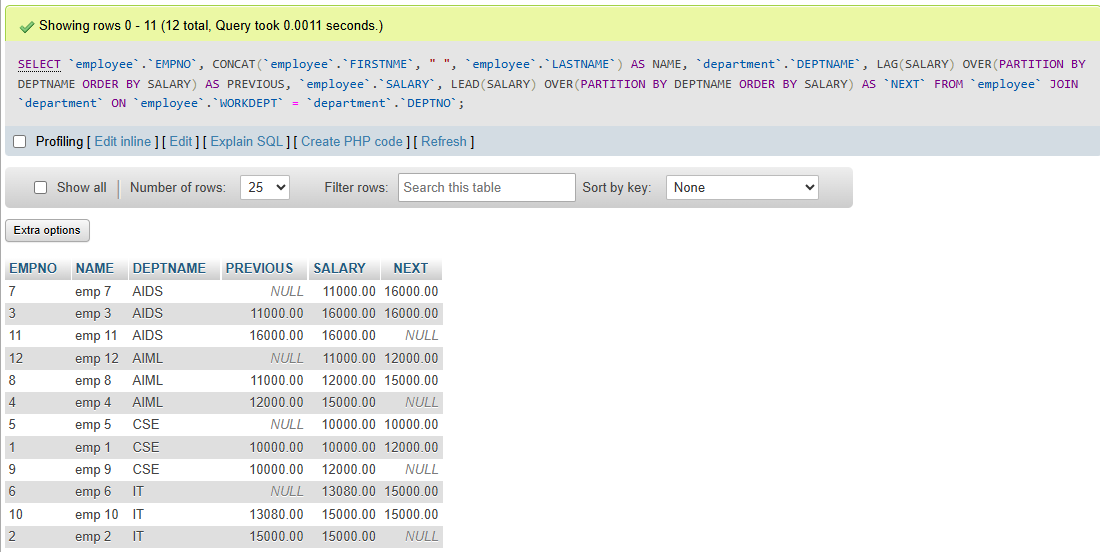 Showing rows 0 - 11 (12 total, Query took 0.0011 seconds.)
SELECT `employee`.`EMPNO`, CONCAT(`employee`.`FIRSTNME`, " ", `employee`.`LASTNAME`) AS NAME, `department`.`DEPTNAME`, LAG(SALARY) OVER(PARTITION BY
DEPTNAME ORDER BY SALARY) AS PREVIOUS, `employee`.`SALARY`, LEAD(SALARY) OVER(PARTITION BY DEPTNAME ORDER BY SALARY) AS `NEXT` FROM `employee` JOIN
`department` ON `employee`.`WORKDEPT` = `department`.`DEPTNO`;
Profiling [ Edit inline ] [ Edit ] [ Explain SQL ] [ Create PHP code ] [ Refresh ]
Show all Number of rows: 25 Filter rows: Search this table Sort by key: None
Extra options
EMPNO NAME DEPTNAME PREVIOUS SALARY NEXT
7 emp 7 AIDS NULL 11000.00 16000.00
3 emp 3 AIDS 11000.00 16000.00 16000.00
11 emp 11 AIDS 16000.00 16000.00 NULL
12 emp 12 AIML NULL 11000.00 12000.00
8 emp 8 AIML 11000.00 12000.00 15000.00
4 emp 4 AIML 12000.00 15000.00 NULL
5 emp 5 CSE NULL 10000.00 10000.00
1 emp 1 CSE 10000.00 10000.00 12000.00
9 emp 9 CSE 10000.00 12000.00 NULL
6 emp 6 IT NULL 13080.00 15000.00
10 emp 10 IT 13080.00 15000.00 15000.00
2 emp 2 IT 15000.00 15000.00 NULL